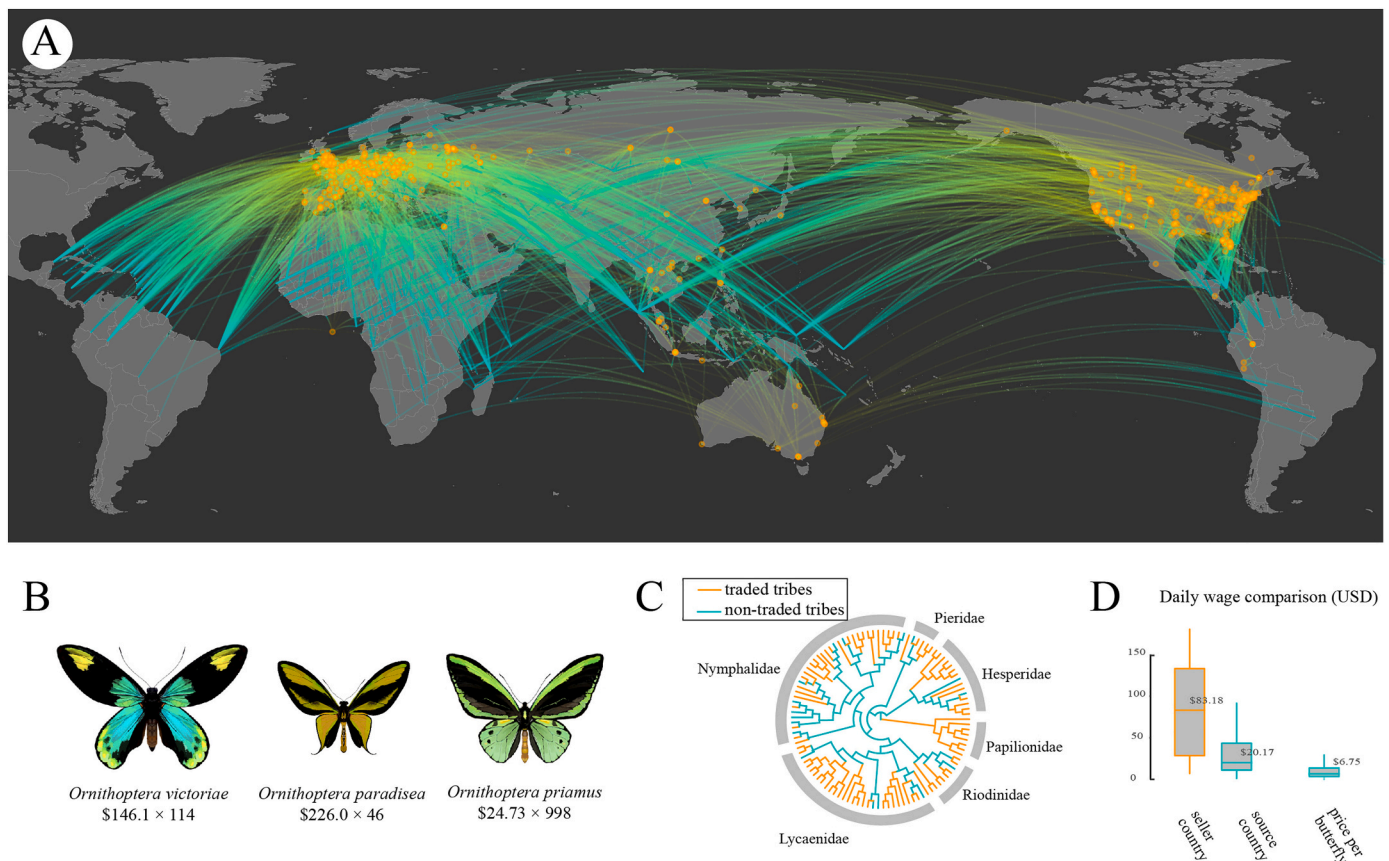 A
B
Ornithoptera victoriae
$146.1 × 114
Ornithoptera paradisea
$226.0 × 46
Ornithoptera priamus
$24.73 × 998
C
traded tribes
non-traded tribes
Pieridae
Nymphalidae
Hesperidae
Papilionidae
Riodinidae
Lycaenidae
D
Daily wage comparison (USD)
150
100
50
0
$83.18
$20.17
$6.75
seller
country
source
country
price per
butterfly